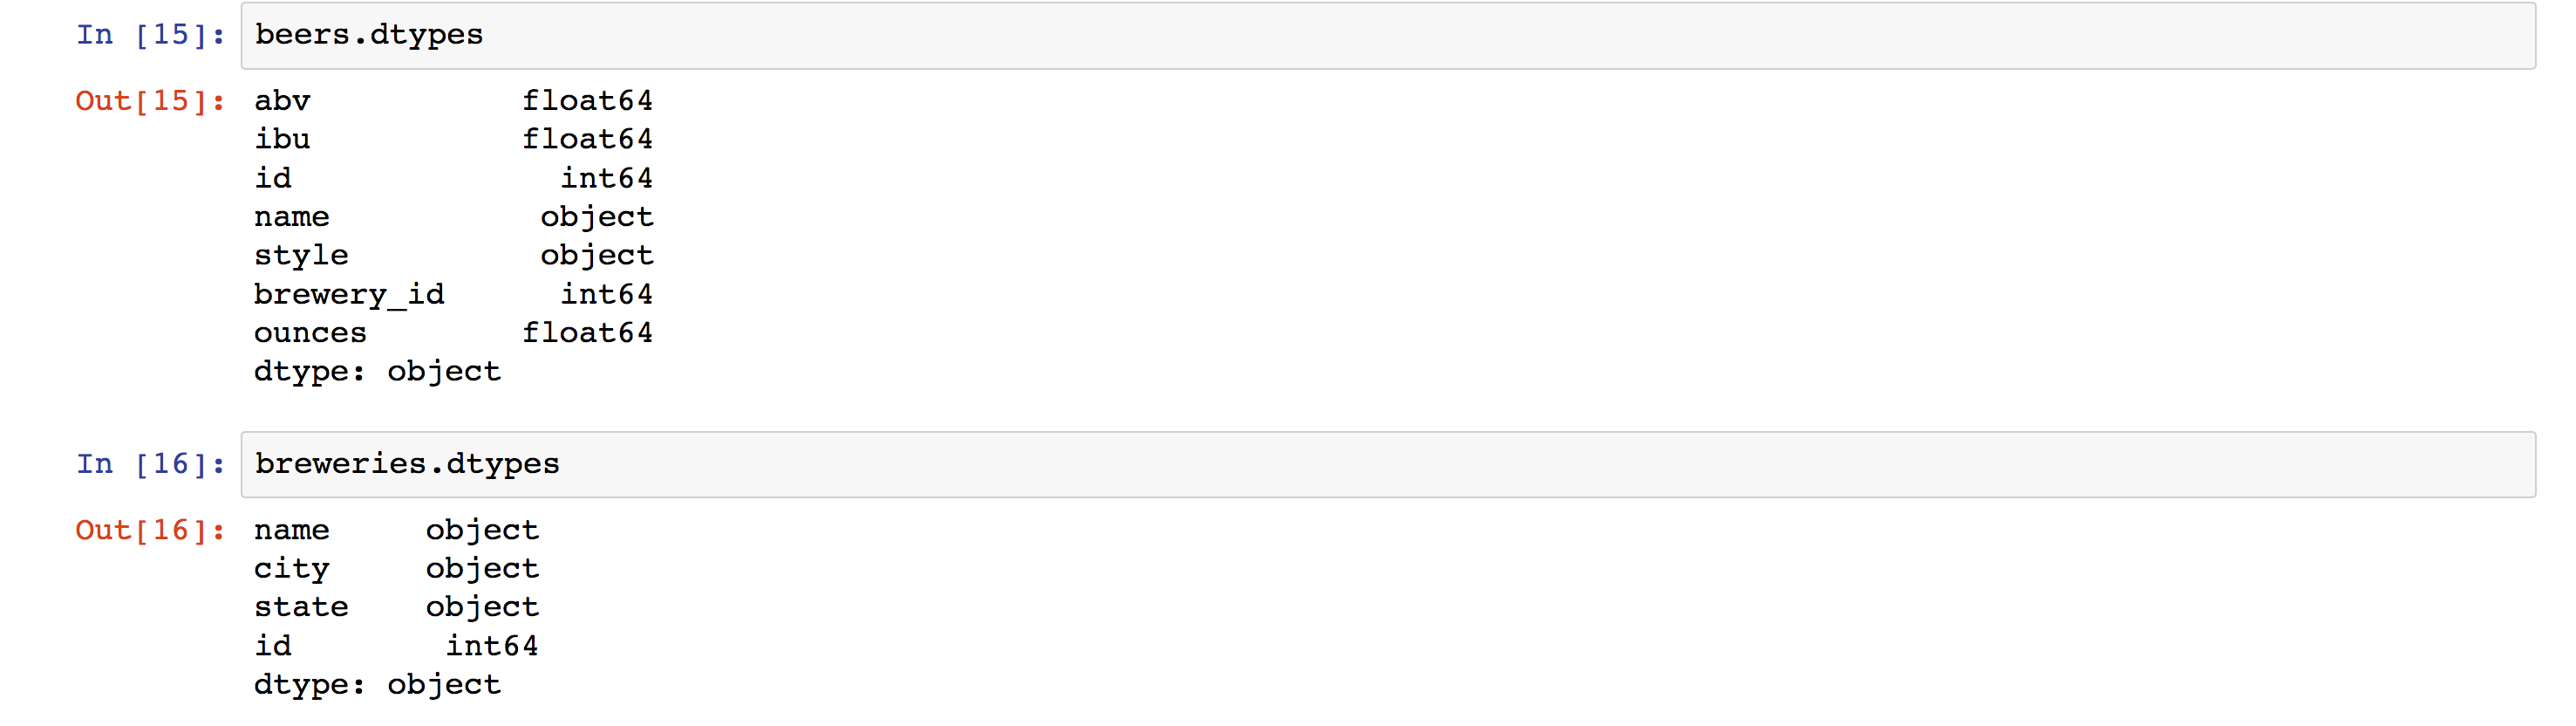 In [15]: beers.dtypes
Out[15]: abv float64
ibu float64
id int64
name object
style object
brewery_id int64
ounces float64
dtype: object
In [16]: breweries.dtypes
Out[16]: name object
city object
state object
id int64
dtype: object